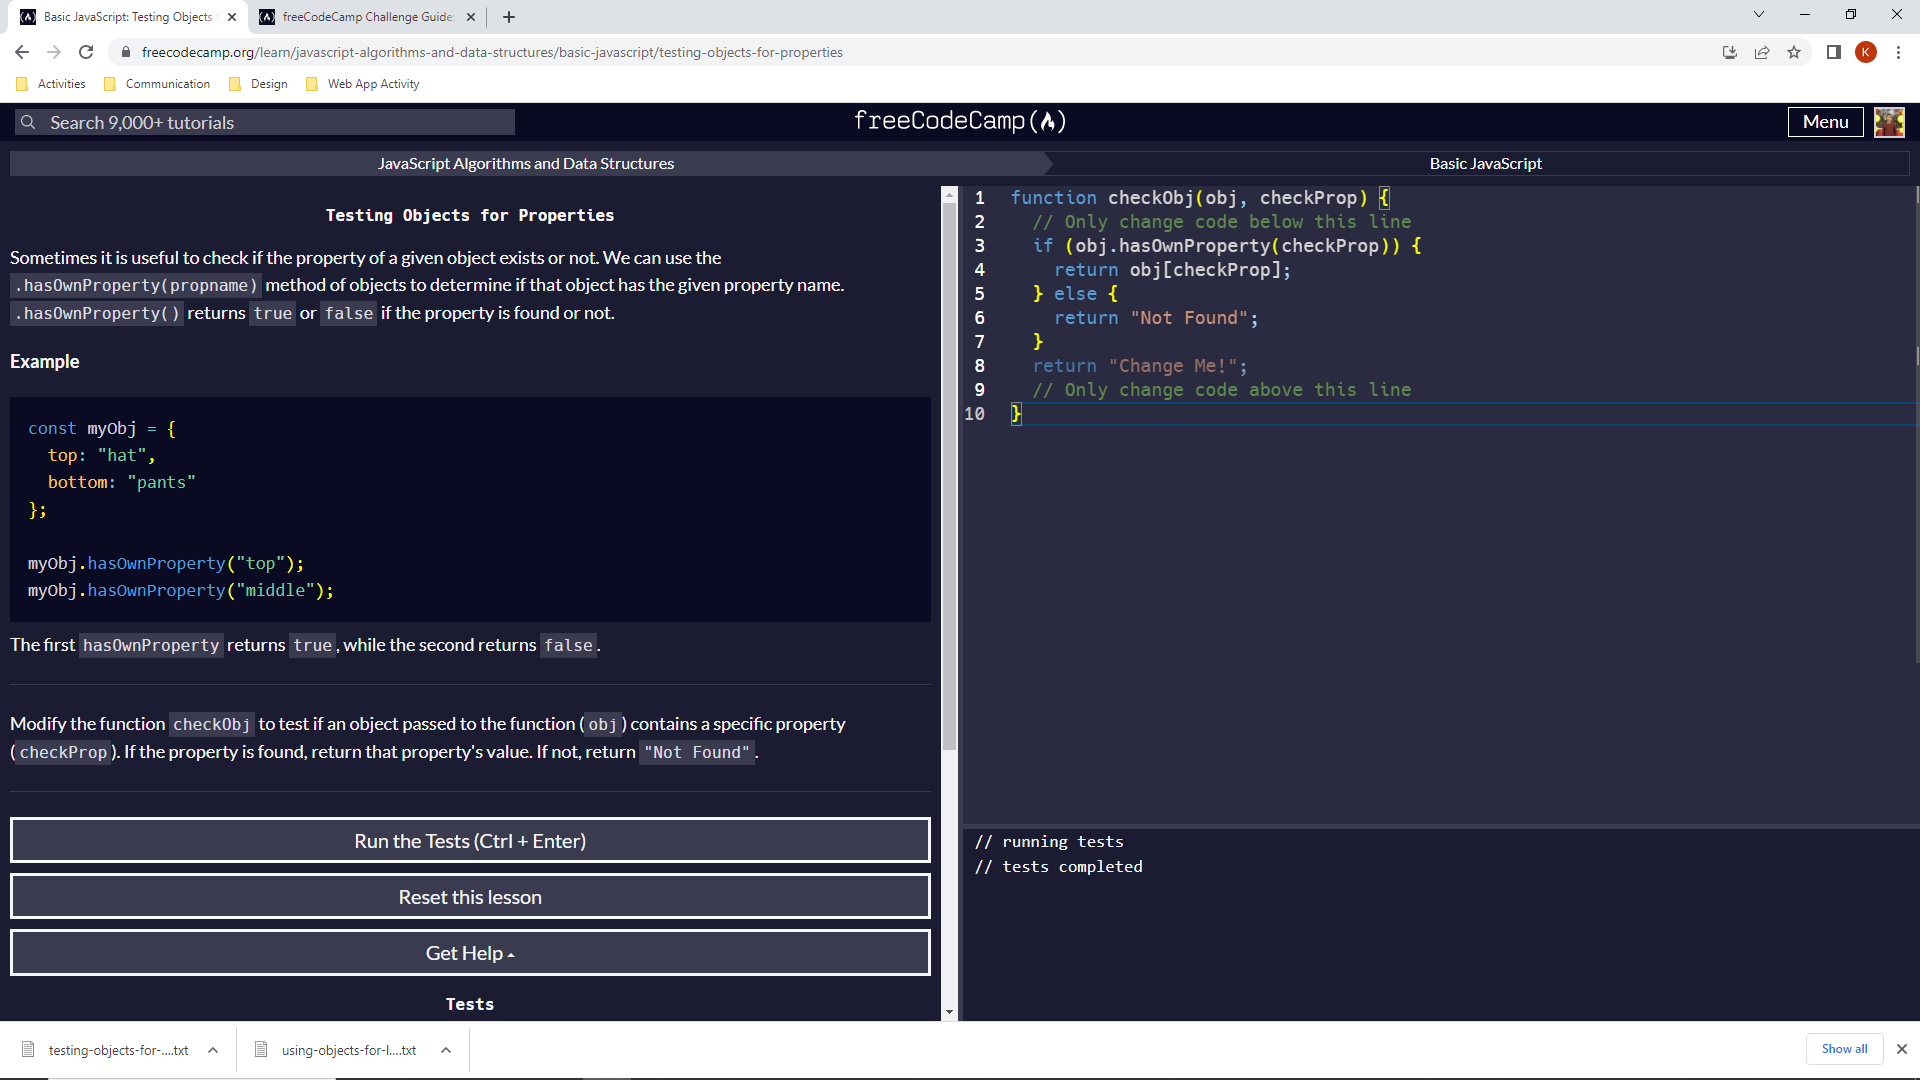 Basic JavaScript: Testing Objects
freeCodeCamp Challenge Guide:
freecodecamp.org/learn/javascript-algorithms-and-data-structures/basic-javascript/testing-objects-for-properties
K
Activities
Communication
Design
Web App Activity
Search 9,000+ tutorials
freeCodeCamp
Menu
JavaScript Algorithms and Data Structures
Basic JavaScript
Testing Objects for Properties
Sometimes it is useful to check if the property of a given object exists or not. We can use the
.hasOwnProperty(propname) method of objects to determine if that object has the given property name.
.hasOwnProperty() returns true or false if the property is found or not.
Example
const myObj = {
top: "hat",
bottom: "pants"
};
myObj.hasOwnProperty("top");
myObj.hasOwnProperty("middle");
The first hasOwnProperty returns true, while the second returns false.
Modify the function checkObj to test if an object passed to the function (obj) contains a specific property
(checkProp). If the property is found, return that property's value. If not, return "Not Found".
Run the Tests (Ctrl + Enter)
Reset this lesson
Get Help
Tests
1 function checkObj(obj, checkProp) {
2 // Only change code below this line
3 if (obj.hasOwnProperty(checkProp)) {
4 return obj[checkProp];
5 } else {
6 return "Not Found";
7 }
8 return "Change Me!";
9 // Only change code above this line
10 }
// running tests
// tests completed
testing-objects-for-....txt
using-objects-for-l....txt
Show all